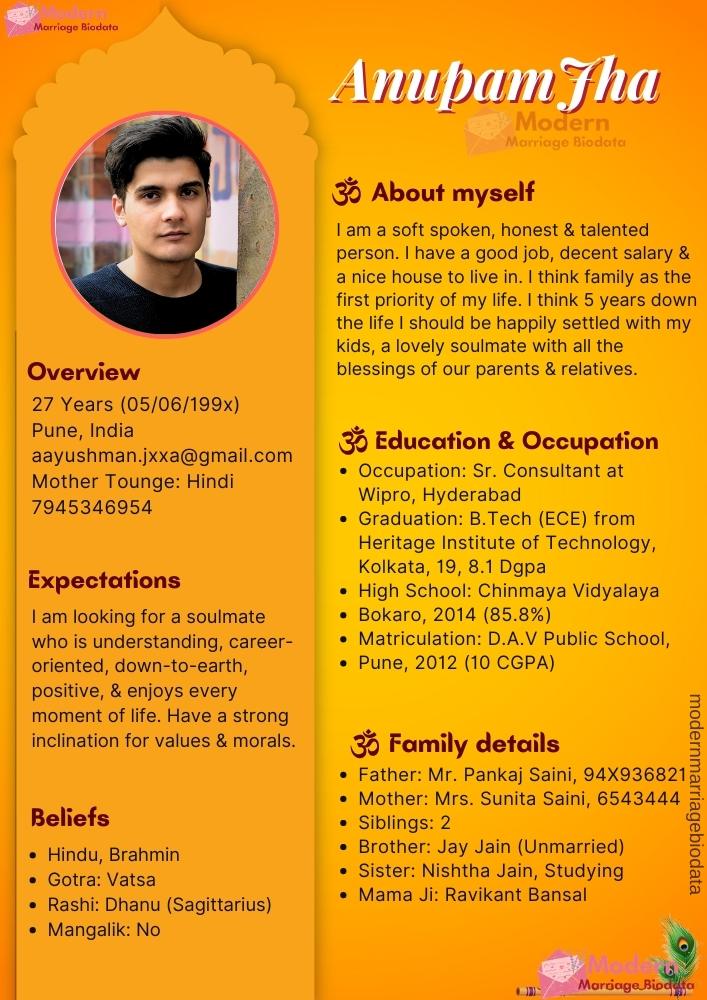 Modern
Marriage Biodata
Anupam Jha
Modern
Marriage Biodata
Overview
27 Years (05/06/199x)
Pune, India
aayushman.jxxa@gmail.com
Mother Tounge: Hindi
7945346954
Expectations
I am looking for a soulmate
who is understanding, career-
oriented, down-to-earth,
positive, & enjoys every
moment of life. Have a strong
inclination for values & morals.
Beliefs
• Hindu, Brahmin
• Gotra: Vatsa
• Rashi: Dhanu (Sagittarius)
• Mangalik: No
ॐ About myself
I am a soft spoken, honest & talented
person. I have a good job, decent salary &
a nice house to live in. I think family as the
first priority of my life. I think 5 years down
the life I should be happily settled with my
kids, a lovely soulmate with all the
blessings of our parents & relatives.
ॐ Education & Occupation
• Occupation: Sr. Consultant at
Wipro, Hyderabad
• Graduation: B.Tech (ECE) from
Heritage Institute of Technology,
Kolkata, 19, 8.1 Dgpa
• High School: Chinmaya Vidyalaya
• Bokaro, 2014 (85.8%)
• Matriculation: D.A.V Public School,
• Pune, 2012 (10 CGPA)
ॐ Family details
• Father: Mr. Pankaj Saini, 94X936821
• Mother: Mrs. Sunita Saini, 6543444
• Siblings: 2
• Brother: Jay Jain (Unmarried)
• Sister: Nishtha Jain, Studying
• Mama Ji: Ravikant Bansal
modernmarriagebiodata
Modern
Marriage Biodata